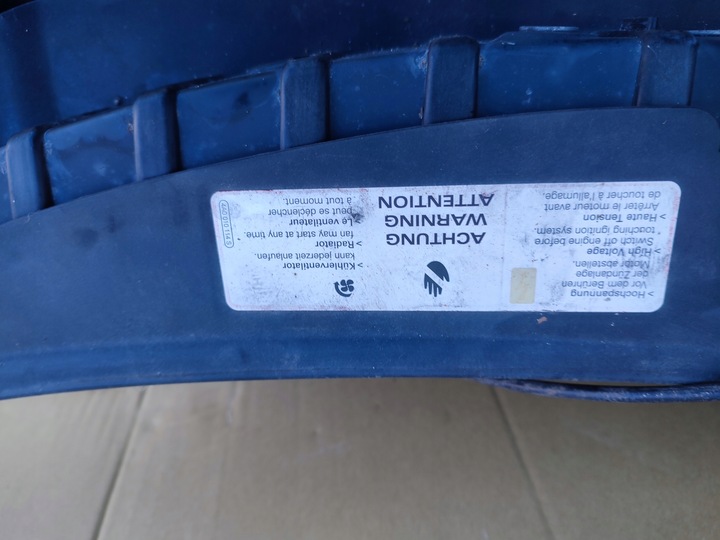 > Hochspannung
Vor dem Berühren
der Zündanlage
Motor abstellen.
> High Voltage
Switch off engine before
touching ignition system.
> Haute Tension
Arrêter le moteur avant
de toucher à l'allumage.
ACHTUNG
WARNING
ATTENTION
> Kühlerventilator
kann jederzeit anlaufen.
> Radiator
fan may start at any time.
> Le ventilateur
peut se déclencher
à tout moment.